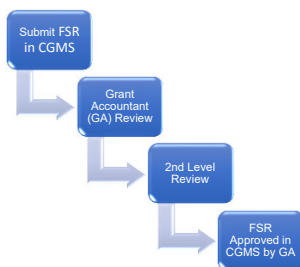 Submit FSR
in CGMS
Grant
Accountant
(GA) Review
2nd Level
Review
FSR
Approved in
CGMS by GA